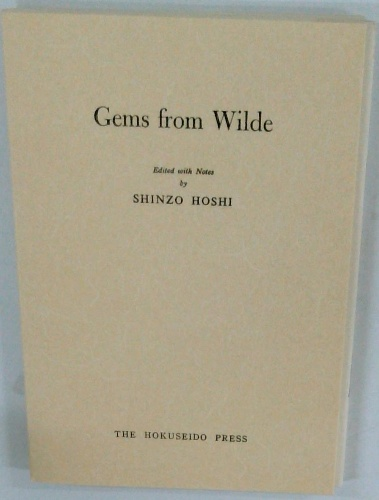 Gems from Wilde
Edited with Notes
by
SHINZO HOSHI
THE HOKUSEIDO PRESS